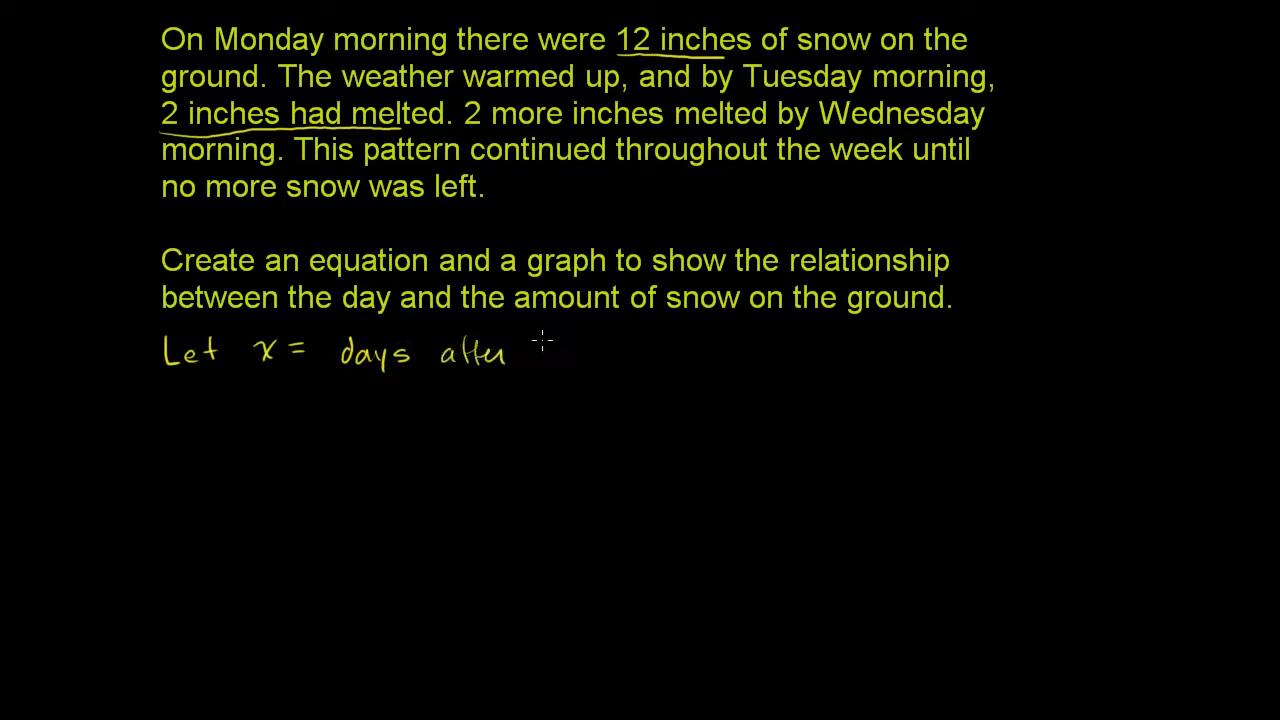 On Monday morning there were 12 inches of snow on the
ground. The weather warmed up, and by Tuesday morning,
2 inches had melted. 2 more inches melted by Wednesday
morning. This pattern continued throughout the week until
no more snow was left.
Create an equation and a graph to show the relationship
between the day and the amount of snow on the ground.
Let x = days after